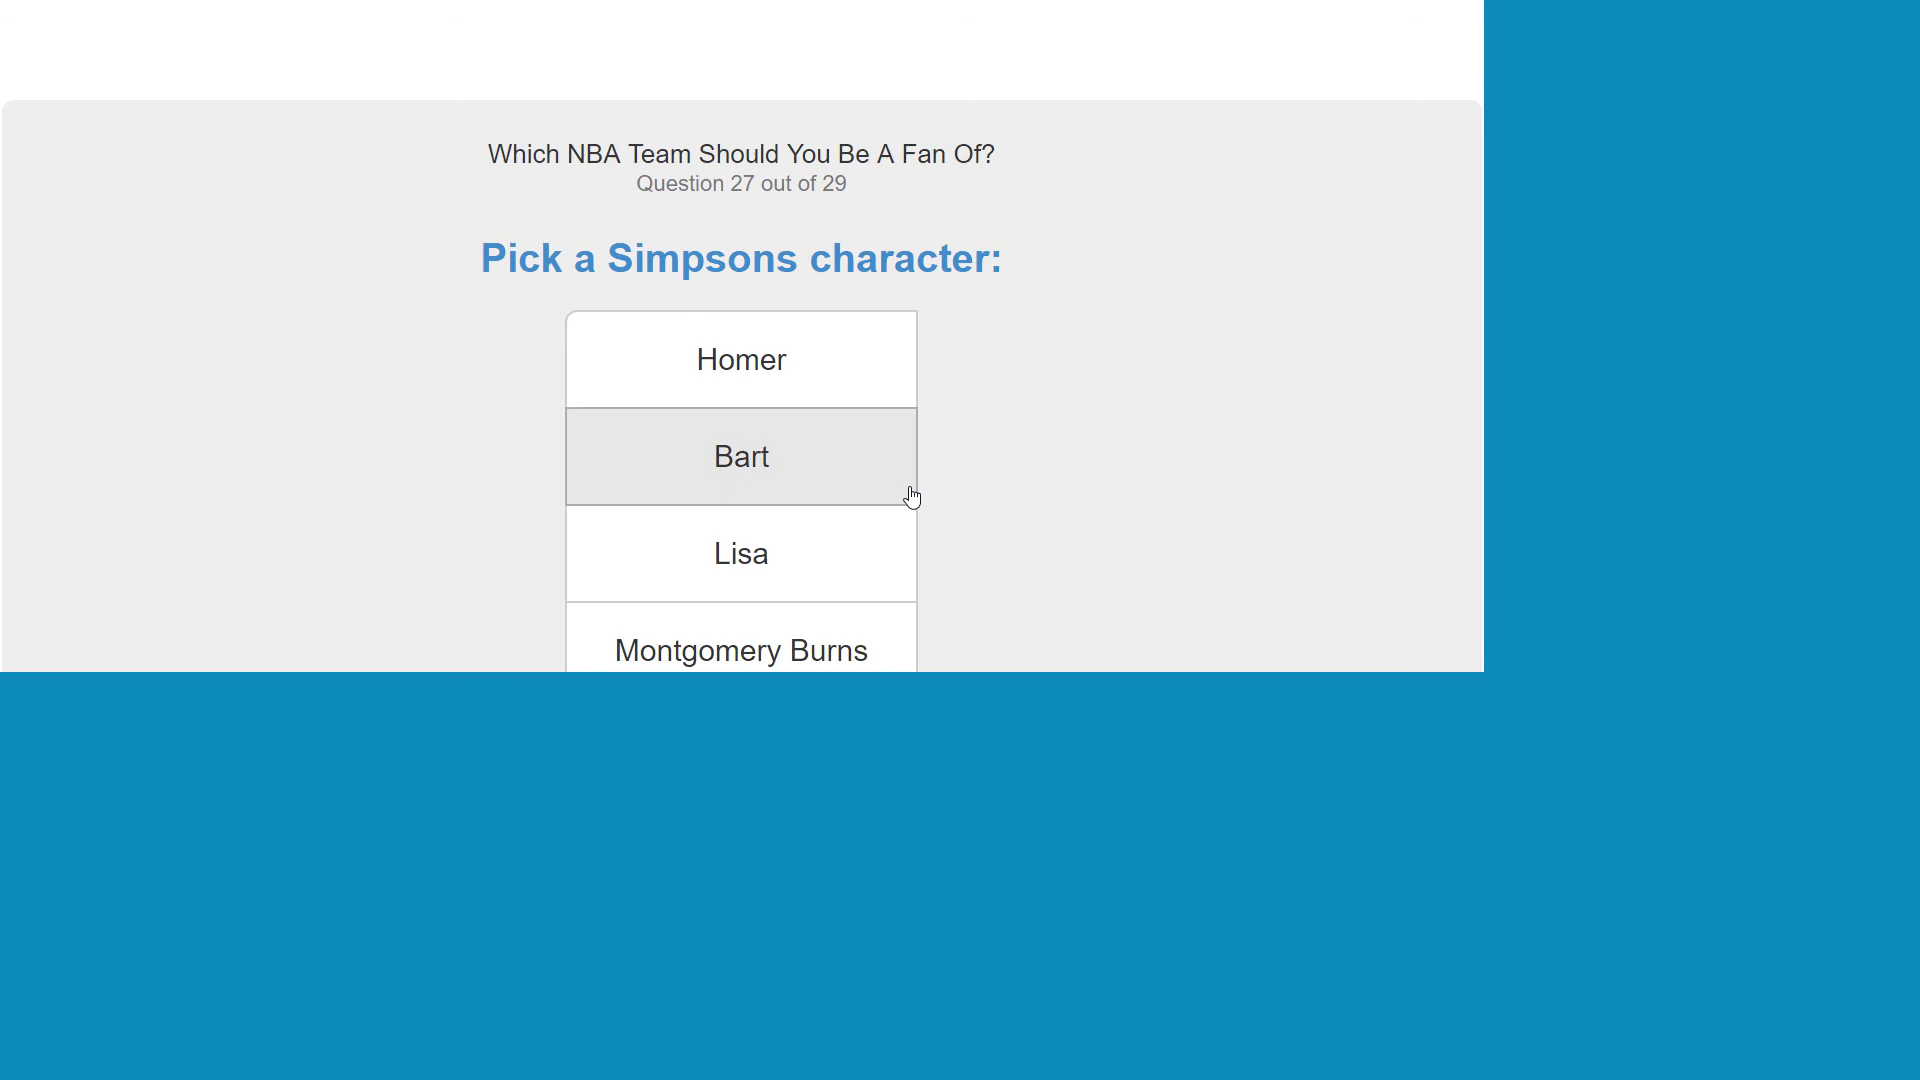 Which NBA Team Should You Be A Fan Of?
Question 27 out of 29
Pick a Simpsons character:
Homer
Bart
Lisa
Montgomery Burns